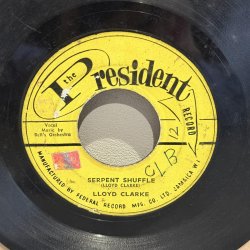 the President
RECORD
Vocal
Music by
Bell's Orchestra
CLB
12
SERPENT SHUFFLE
(LLOYD CLARKE)
LLOYD CLARKE
MANUFACTURED BY FEDERAL RECORD MFG. CO. LTD. JAMAICA W.I.